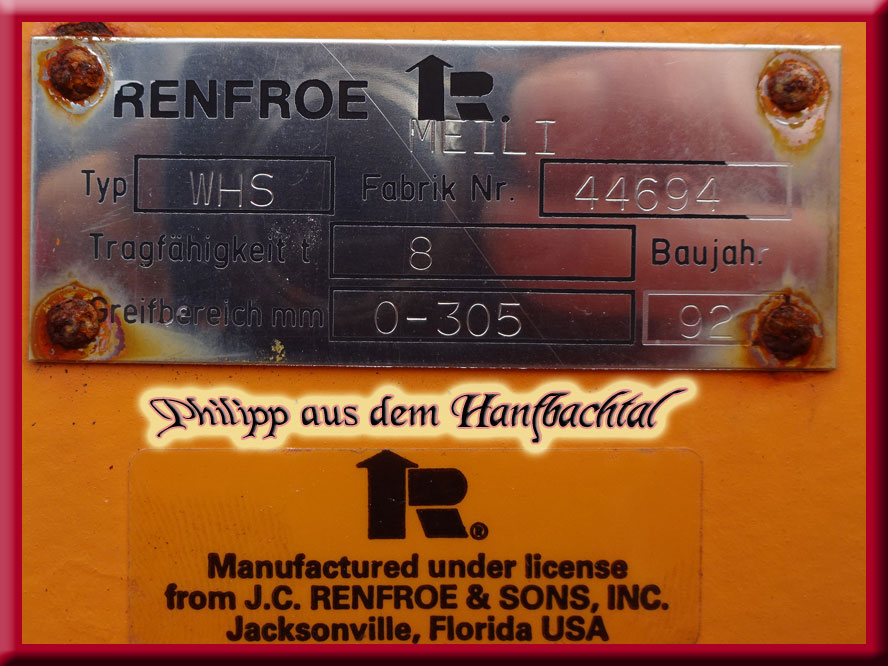 RENFROE R.
MEILI
Typ WHS Fabrik Nr. 44694
Tragfähigkeit t 8 Baujahr
Greifbereich mm 0-305 92
Philipp aus dem Hanfbachtal
R.®
Manufactured under license
from J.C. RENFROE & SONS, INC.
Jacksonville, Florida USA